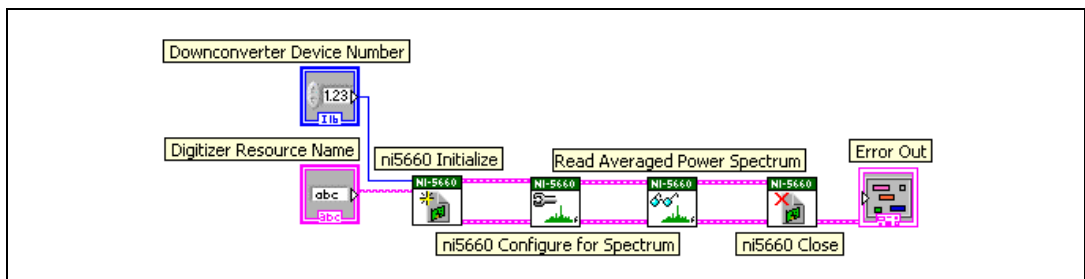 Downconverter Device Number
1.23
I16
Digitizer Resource Name
abc
abc
ni5660 Initialize
NI-5660
NI-5660
Read Averaged Power Spectrum
NI-5660
NI-5660
Error Out
ni5660 Configure for Spectrum
ni5660 Close